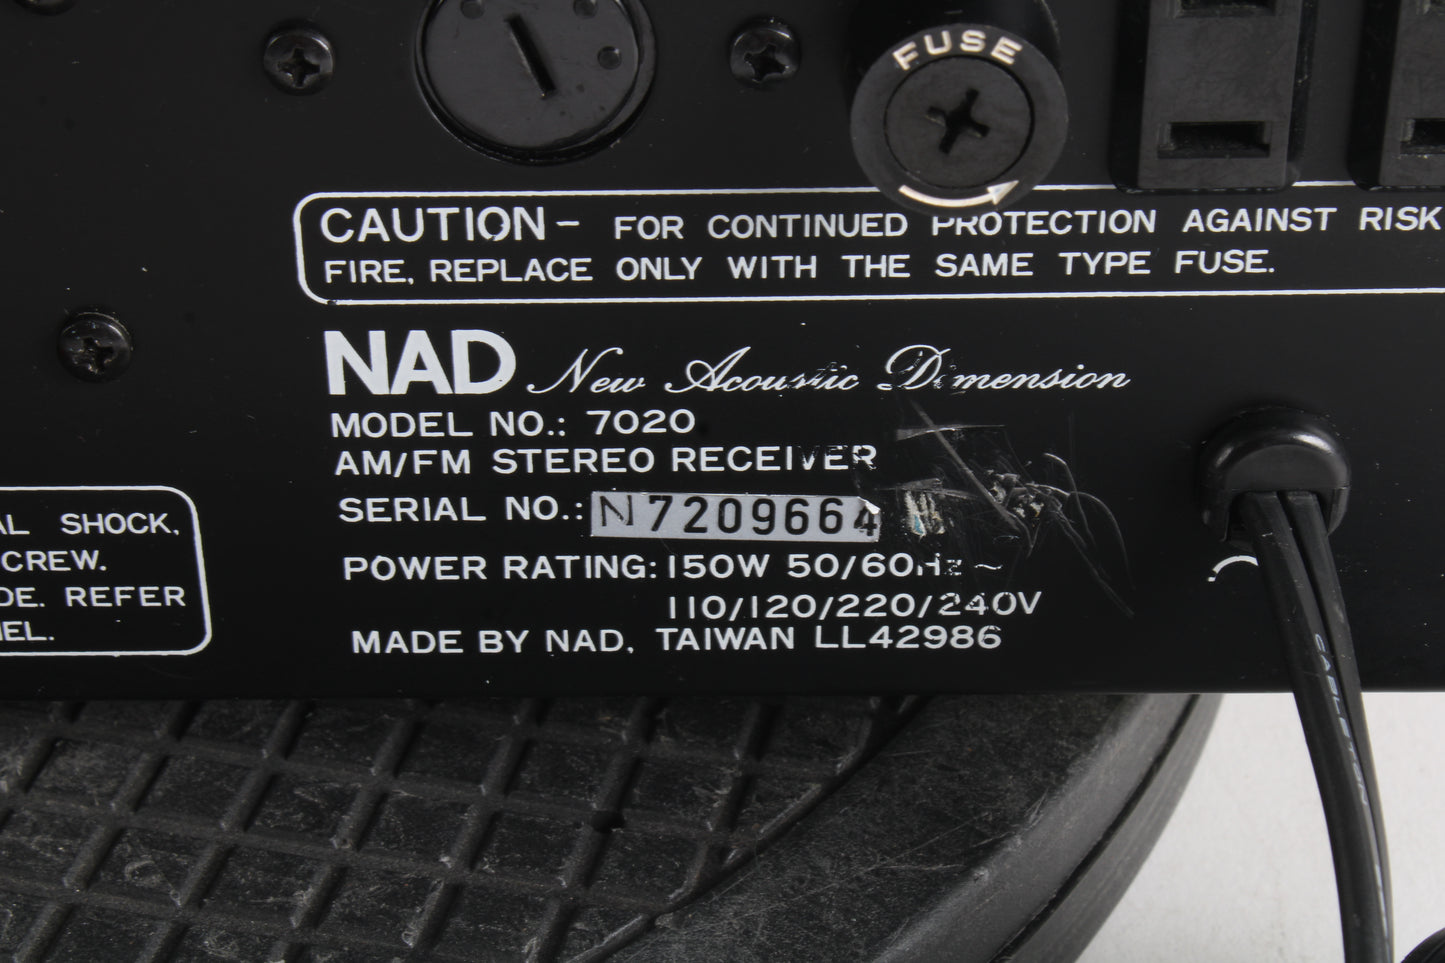 FUSE
CAUTION - FOR CONTINUED PROTECTION AGAINST RISK
FIRE, REPLACE ONLY WITH THE SAME TYPE FUSE.
NAD New Acoustic Dimension
MODEL NO.: 7020
AM/FM STEREO RECEIVER
SERIAL NO.: N7209664
POWER RATING: 150W 50/60Hz ~
110/120/220/240V
MADE BY NAD, TAIWAN LL42986
AL SHOCK,
CREW.
DE. REFER
EL.
CABLETON